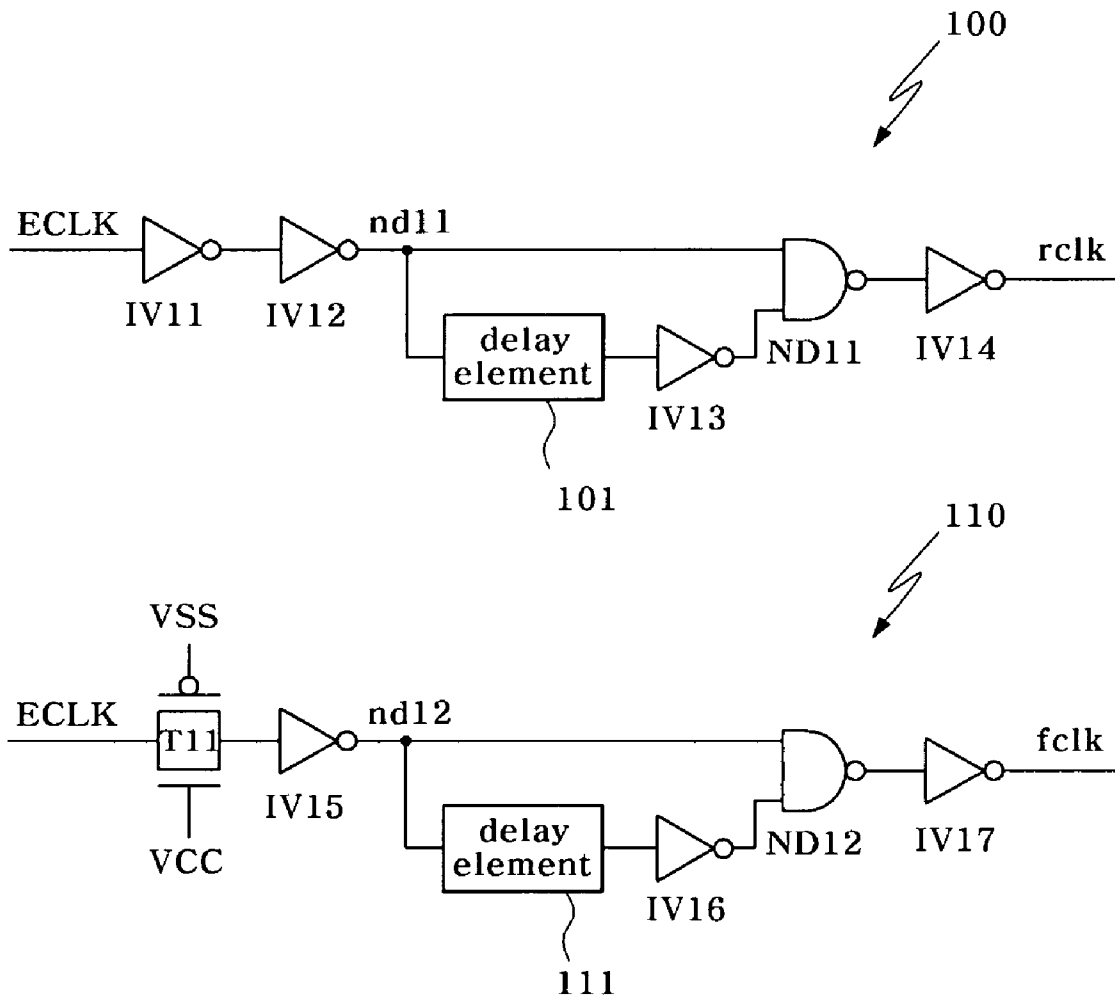 100
ECLK
nd11
rclk
IV11
IV12
delay
element
ND11
IV14
IV13
101
110
VSS
ECLK
nd12
fclk
T11
IV15
delay
element
ND12
IV17
VCC
IV16
111